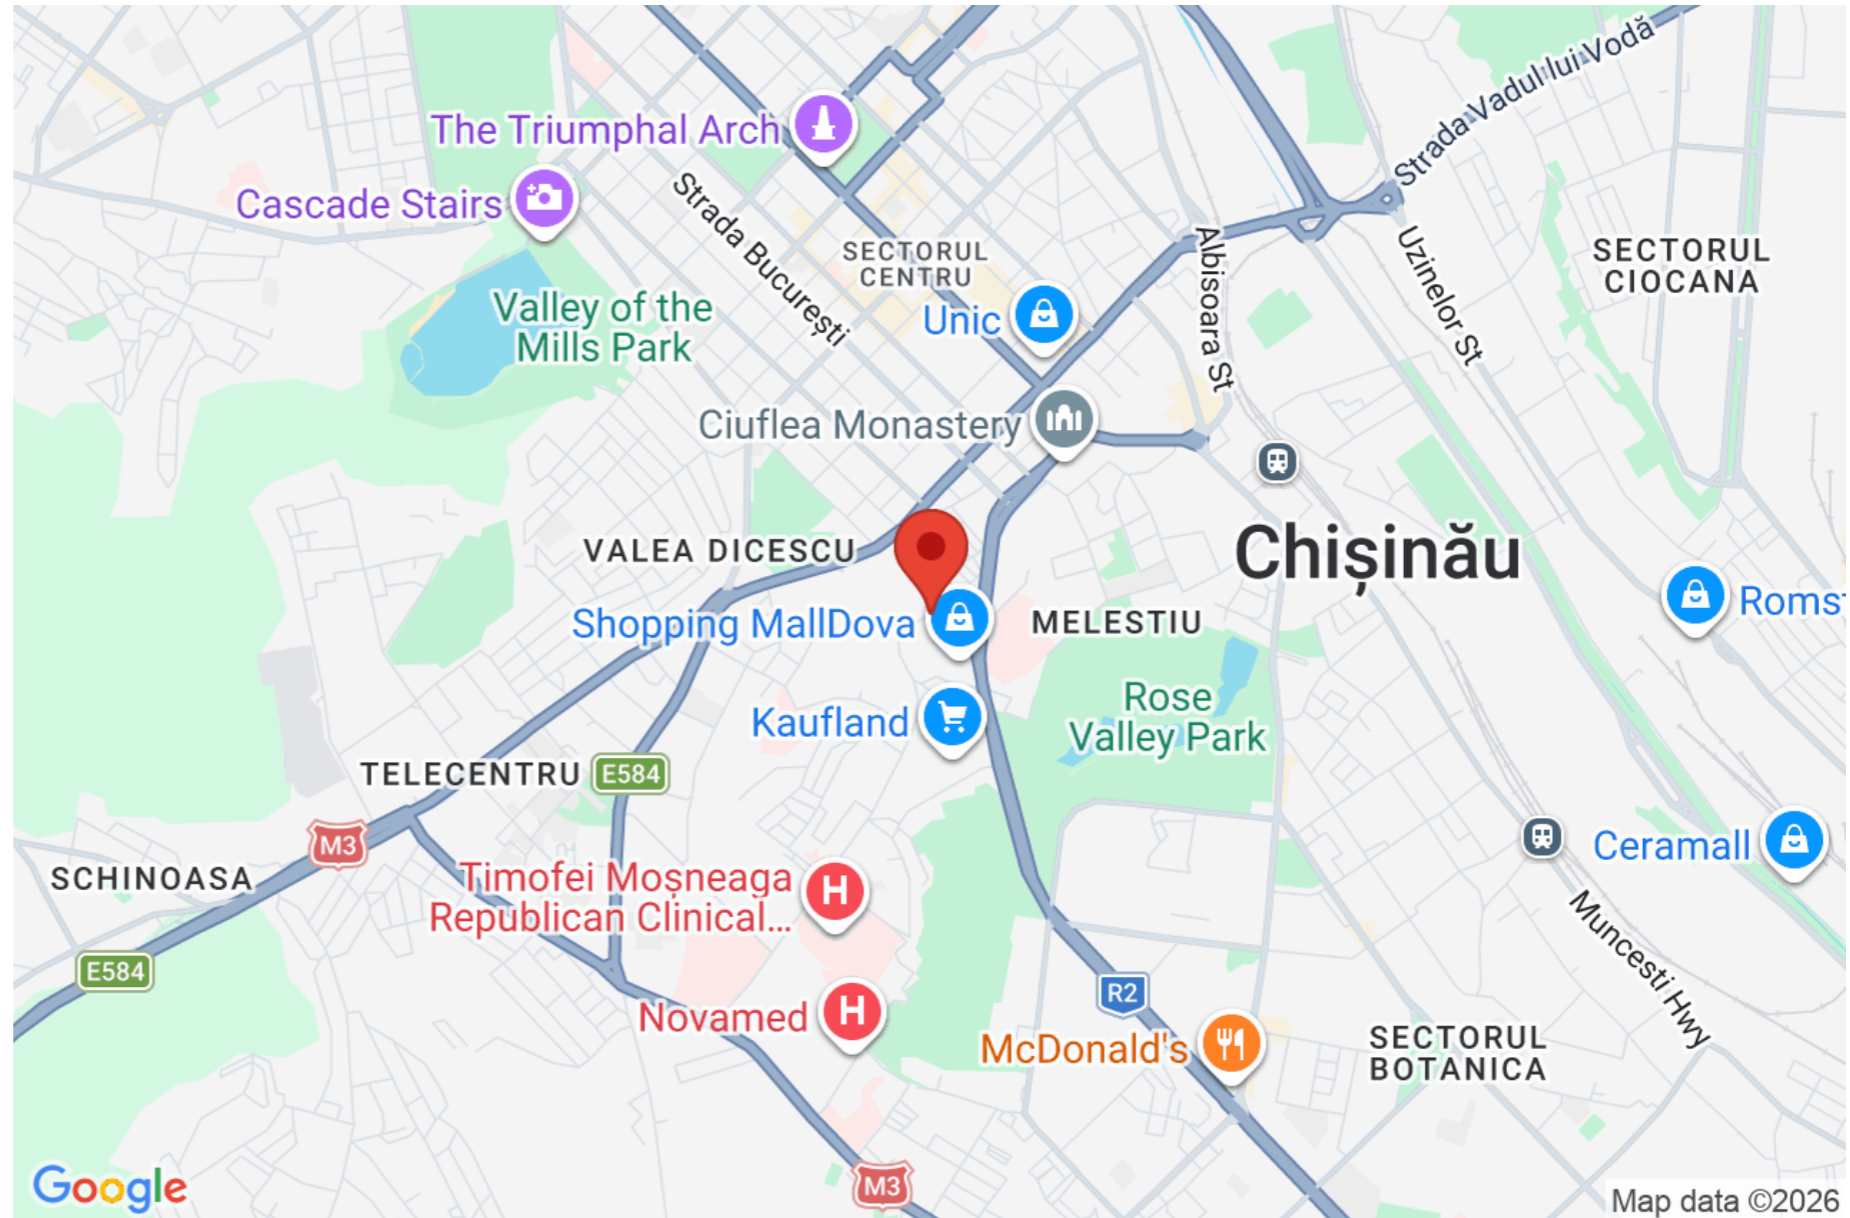 The Triumphal Arch
Cascade Stairs
Strada București
Strada Vadul lui Vodă
SECTORUL
CENTRU
Albisoara St
Uzinelor St
SECTORUL
CIOCANA
Valley of the
Mills Park
Unic
Ciuflea Monastery
VALEA DICESCU
Chișinău
Shopping MallDova
MELESTIU
Romst
Rose
Valley Park
Kaufland
TELECENTRU
E584
M3
SCHINOASA
Ceramall
Timofei Moșneaga
Republican Clinical...
H
E584
Muncesti Hwy
R2
Novamed
H
McDonald's
SECTORUL
BOTANICA
M3
Google
Map data ©2026